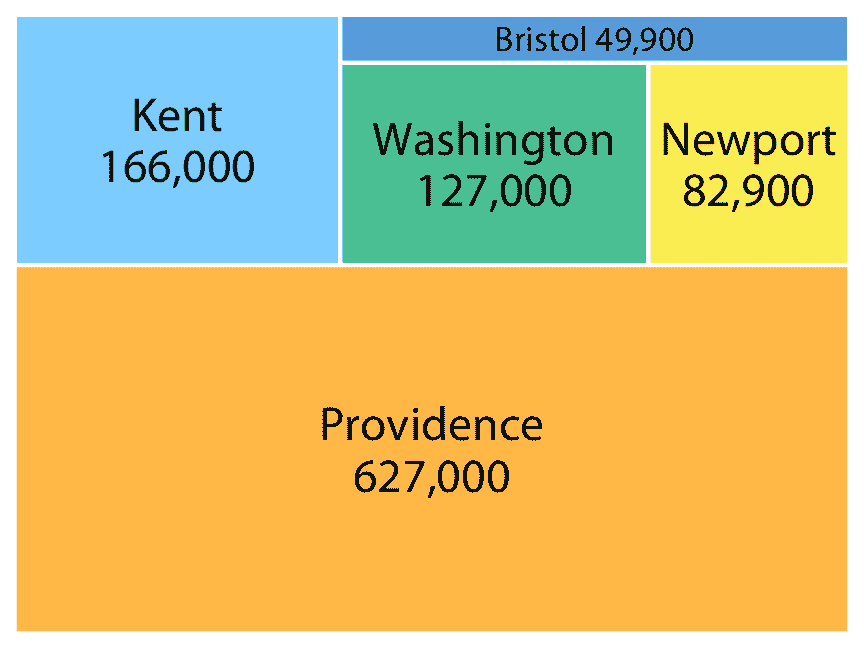 Kent
166,000
Bristol 49,900
Washington
127,000
Newport
82,900
Providence
627,000